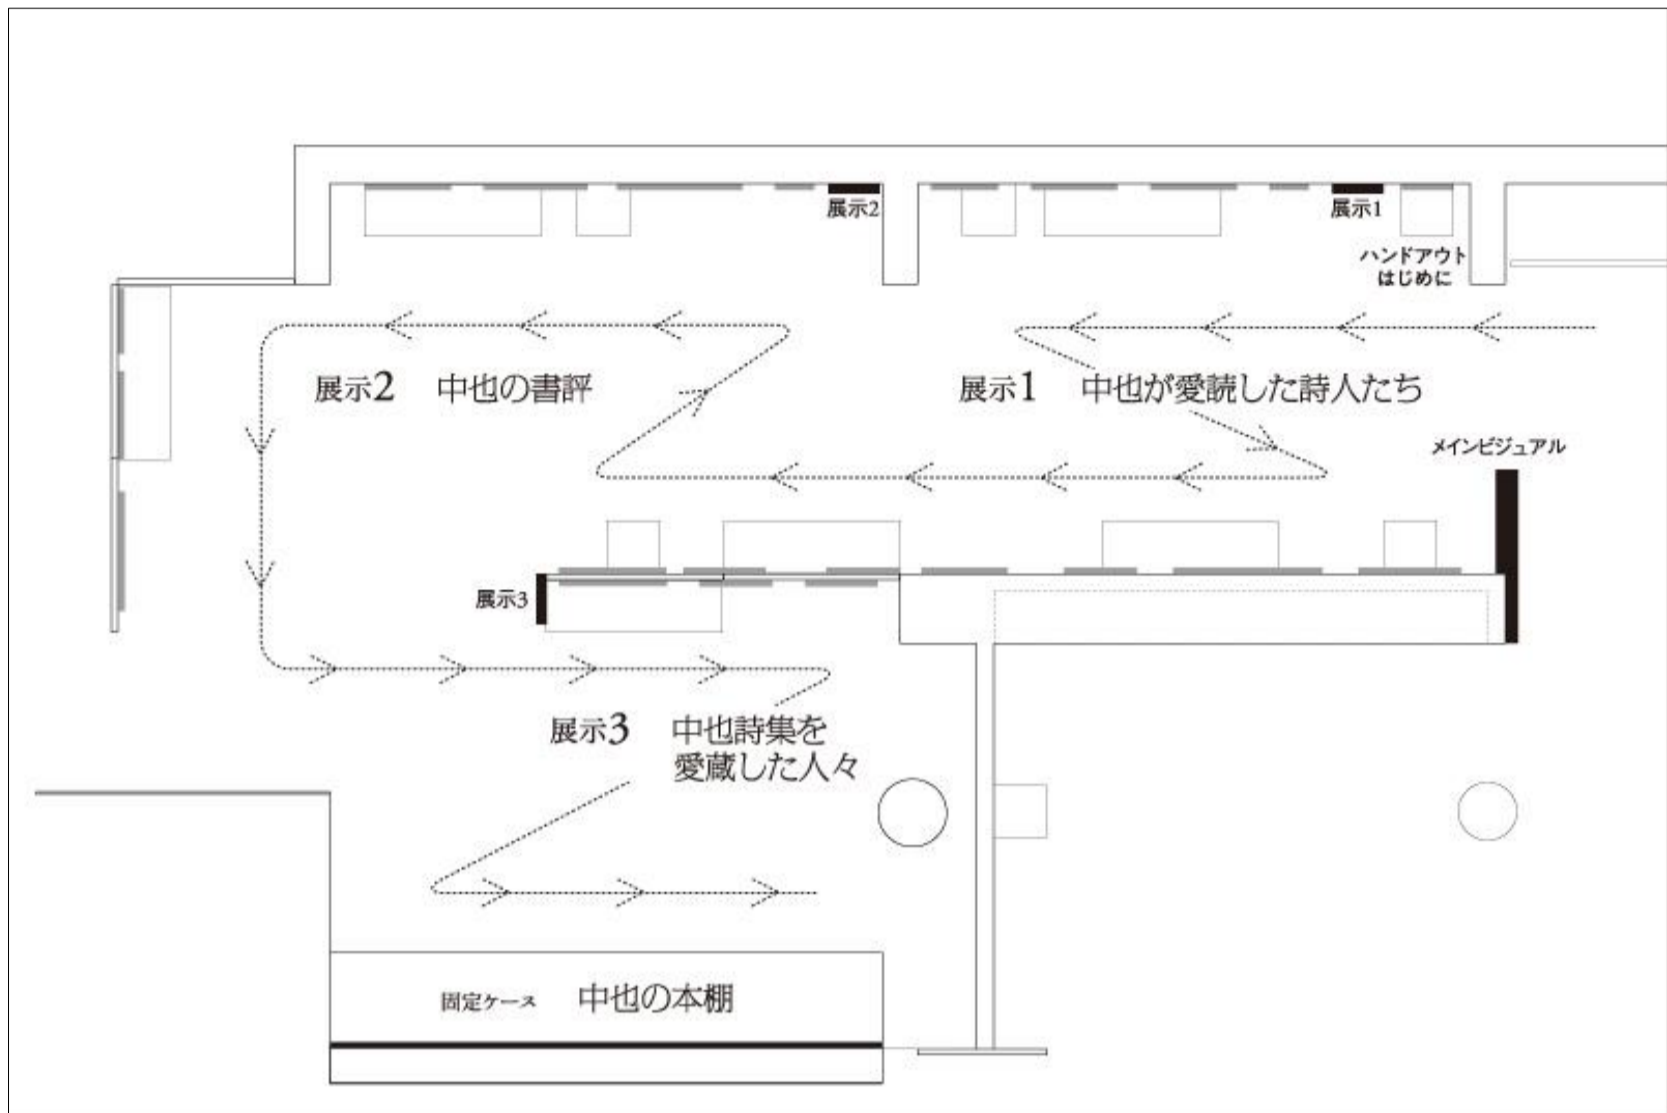 展示2
展示1
ハンドアウト
はじめに
展示2 中也の書評
展示1 中也が愛読した詩人たち
メインビジュアル
展示3
展示3 中也詩集を
愛蔵した人々
固定ケース 中也の本棚